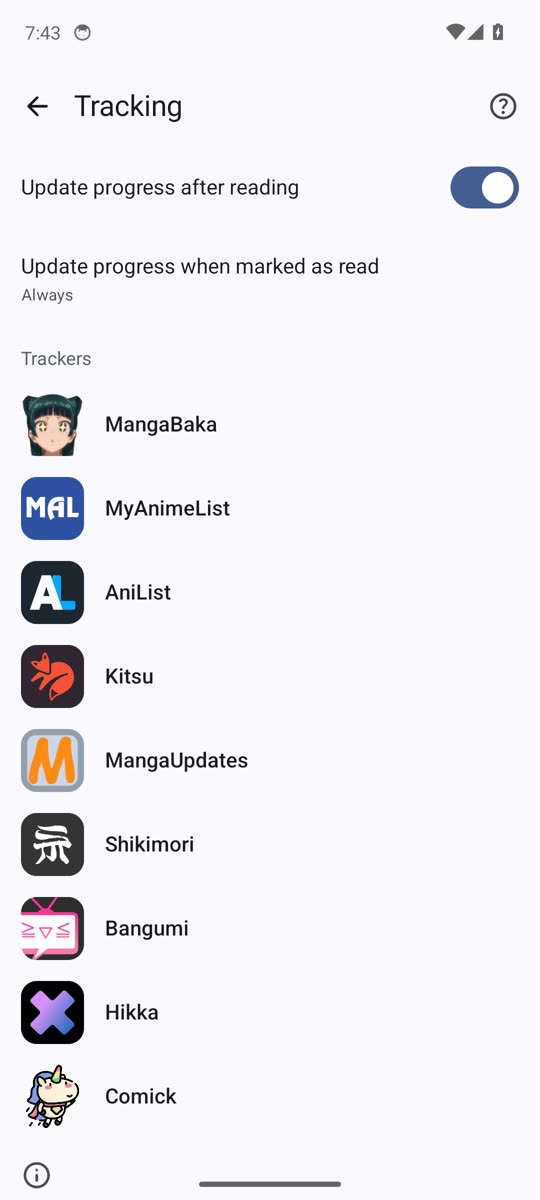 7:43
Tracking
Update progress after reading
Update progress when marked as read
Always
Trackers
MangaBaka
MAL
MyAnimeList
AL
AniList
Kitsu
M
MangaUpdates
Shikimori
≥▽≤
Bangumi
Hikka
Comick